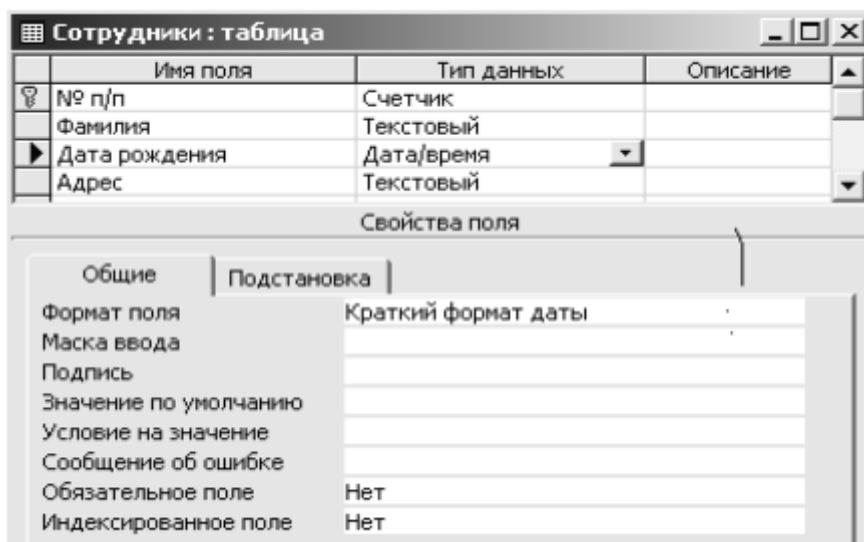 Сотрудники : таблица
Имя поля Тип данных Описание
№ п/п Счетчик
Фамилия Текстовый
Дата рождения Дата/время
Адрес Текстовый
Свойства поля
Общие Подстановка
Формат поля Краткий формат даты
Маска ввода
Подпись
Значение по умолчанию
Условие на значение
Сообщение об ошибке
Обязательное поле Нет
Индексированное поле Нет